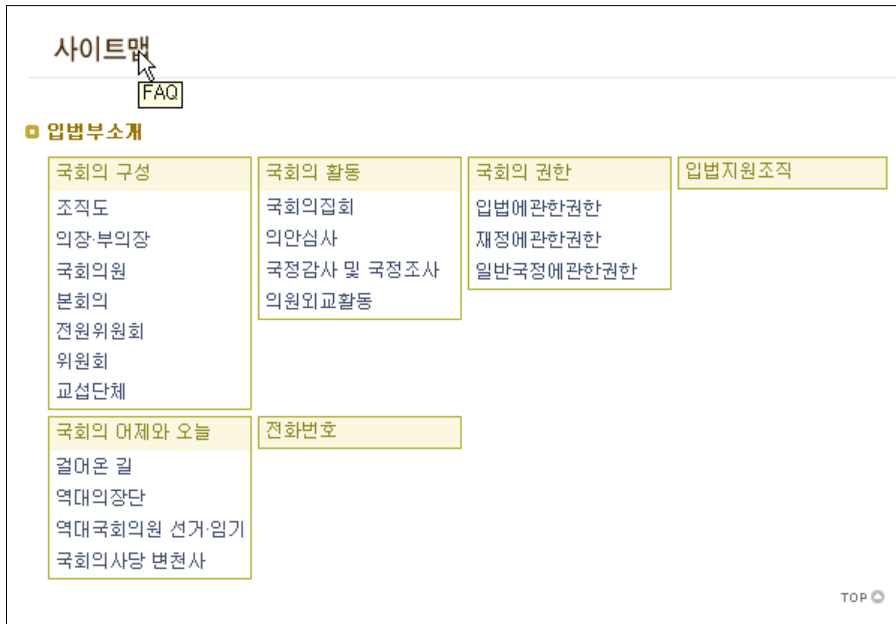 사이트맵
FAQ
입법부소개
국회의 구성
조직도
의장·부의장
국회의원
본회의
전원위원회
위원회
교섭단체
국회의 활동
국회의집회
의안심사
국정감사 및 국정조사
의원외교활동
국회의 권한
입법에관한권한
재정에관한권한
일반국정에관한권한
입법지원조직
국회의 어제와 오늘
걸어온 길
역대의장단
역대국회의원 선거·임기
국회의사당 변천사
전화번호
TOP